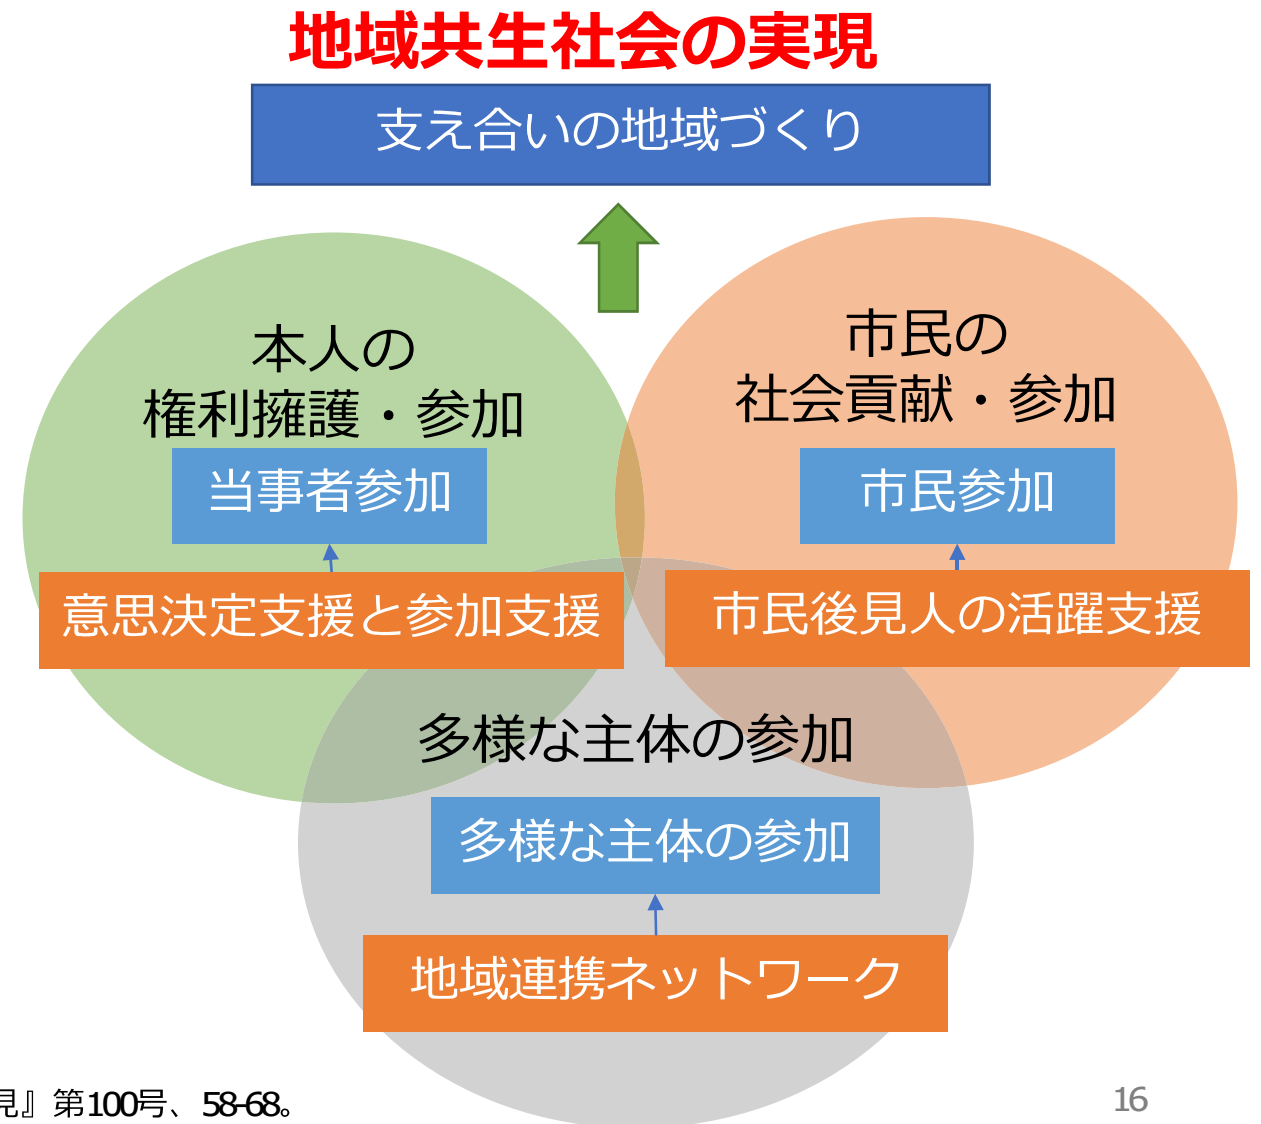 地域共生社会の実現
支え合いの地域づくり
本人の
権利擁護・参加
当事者参加
意思決定支援と参加支援
市民の
社会貢献・参加
市民参加
市民後見人の活躍支援
多様な主体の参加
多様な主体の参加
地域連携ネットワーク
見』第100号、58-68。
16